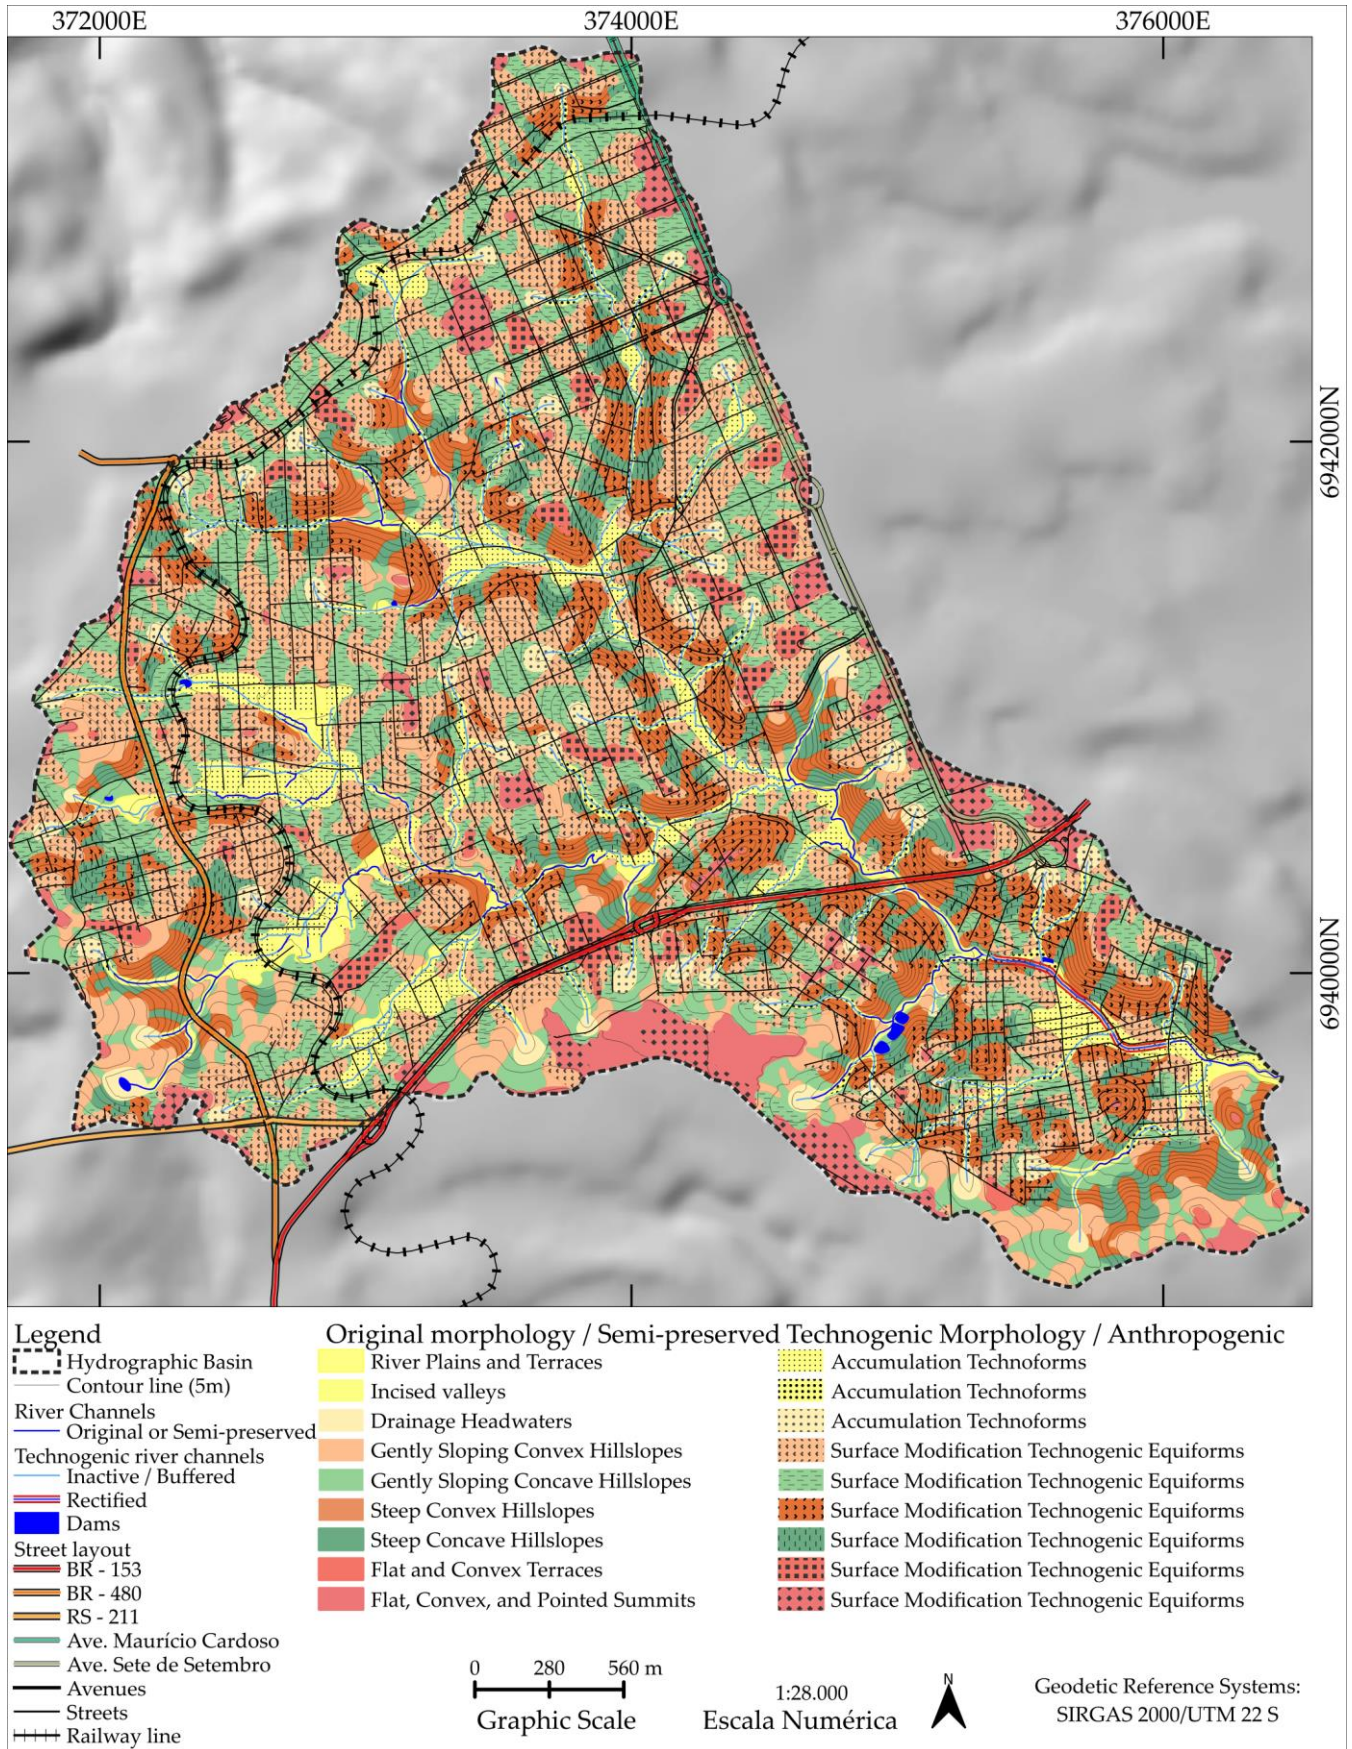 372000E 374000E 376000E
6942000N
6940000N
Legend
Hydrographic Basin
Contour line (5m)
River Channels
Original or Semi-preserved
Technogenic river channels
Inactive / Buffered
Rectified
Dams
Street layout
BR - 153
BR - 480
RS - 211
Ave. Maurício Cardoso
Ave. Sete de Setembro
Avenues
Streets
Railway line
Original morphology / Semi-preserved Technogenic Morphology / Anthropogenic
River Plains and Terraces
Incised valleys
Drainage Headwaters
Gently Sloping Convex Hillslopes
Gently Sloping Concave Hillslopes
Steep Convex Hillslopes
Steep Concave Hillslopes
Flat and Convex Terraces
Flat, Convex, and Pointed Summits
Accumulation Technoforms
Accumulation Technoforms
Accumulation Technoforms
Surface Modification Technogenic Equiforms
Surface Modification Technogenic Equiforms
Surface Modification Technogenic Equiforms
Surface Modification Technogenic Equiforms
Surface Modification Technogenic Equiforms
Surface Modification Technogenic Equiforms
0 280 560 m
Graphic Scale
1:28.000
Escala Numérica
N
Geodetic Reference Systems:
SIRGAS 2000/UTM 22 S